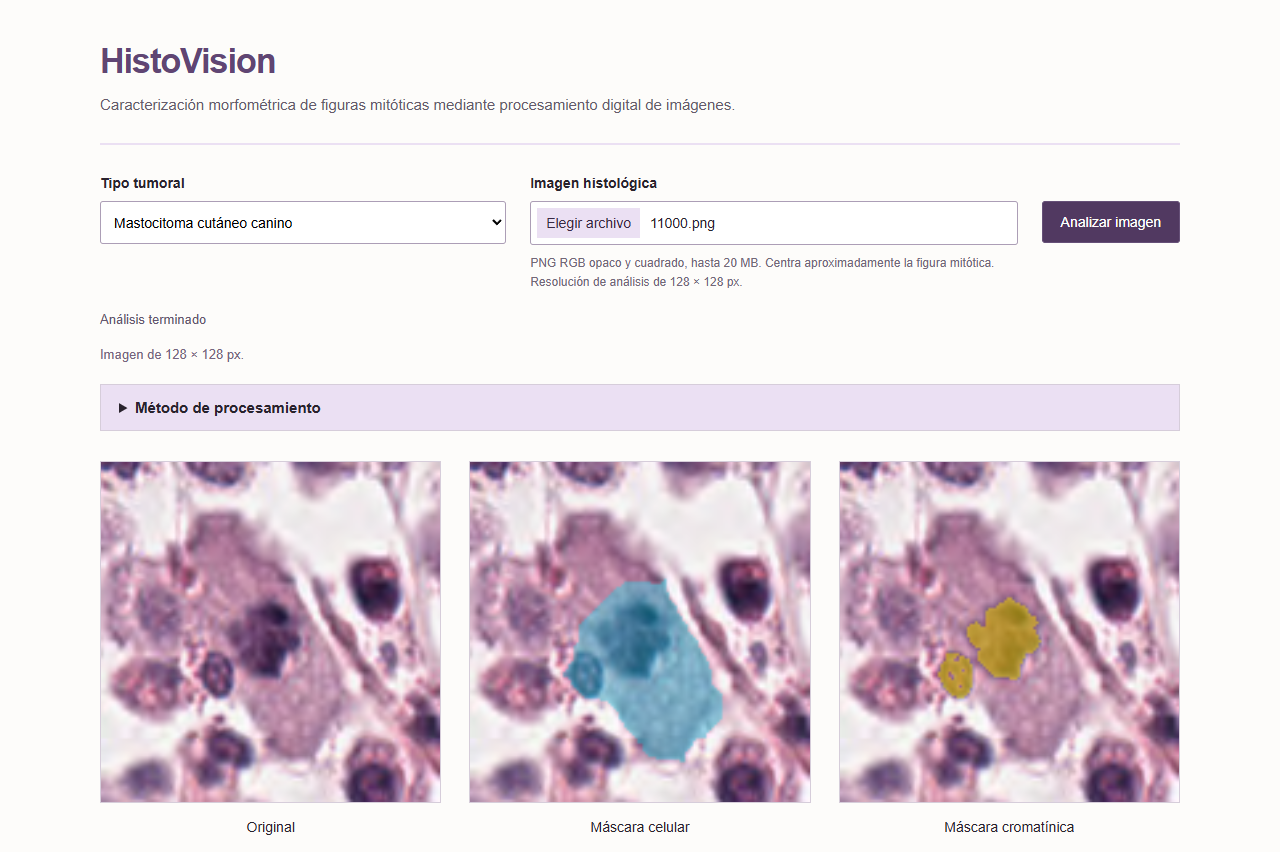 HistoVision
Caracterización morfométrica de figuras mitóticas mediante procesamiento digital de imágenes.
Tipo tumoral
Mastocitoma cutáneo canino
Imagen histológica
Elegir archivo 11000.png
Analizar imagen
PNG RGB opaco y cuadrado, hasta 20 MB. Centra aproximadamente la figura mitótica.
Resolución de análisis de 128 × 128 px.
Análisis terminado
Imagen de 128 × 128 px.
Método de procesamiento
Original
Máscara celular
Máscara cromatínica